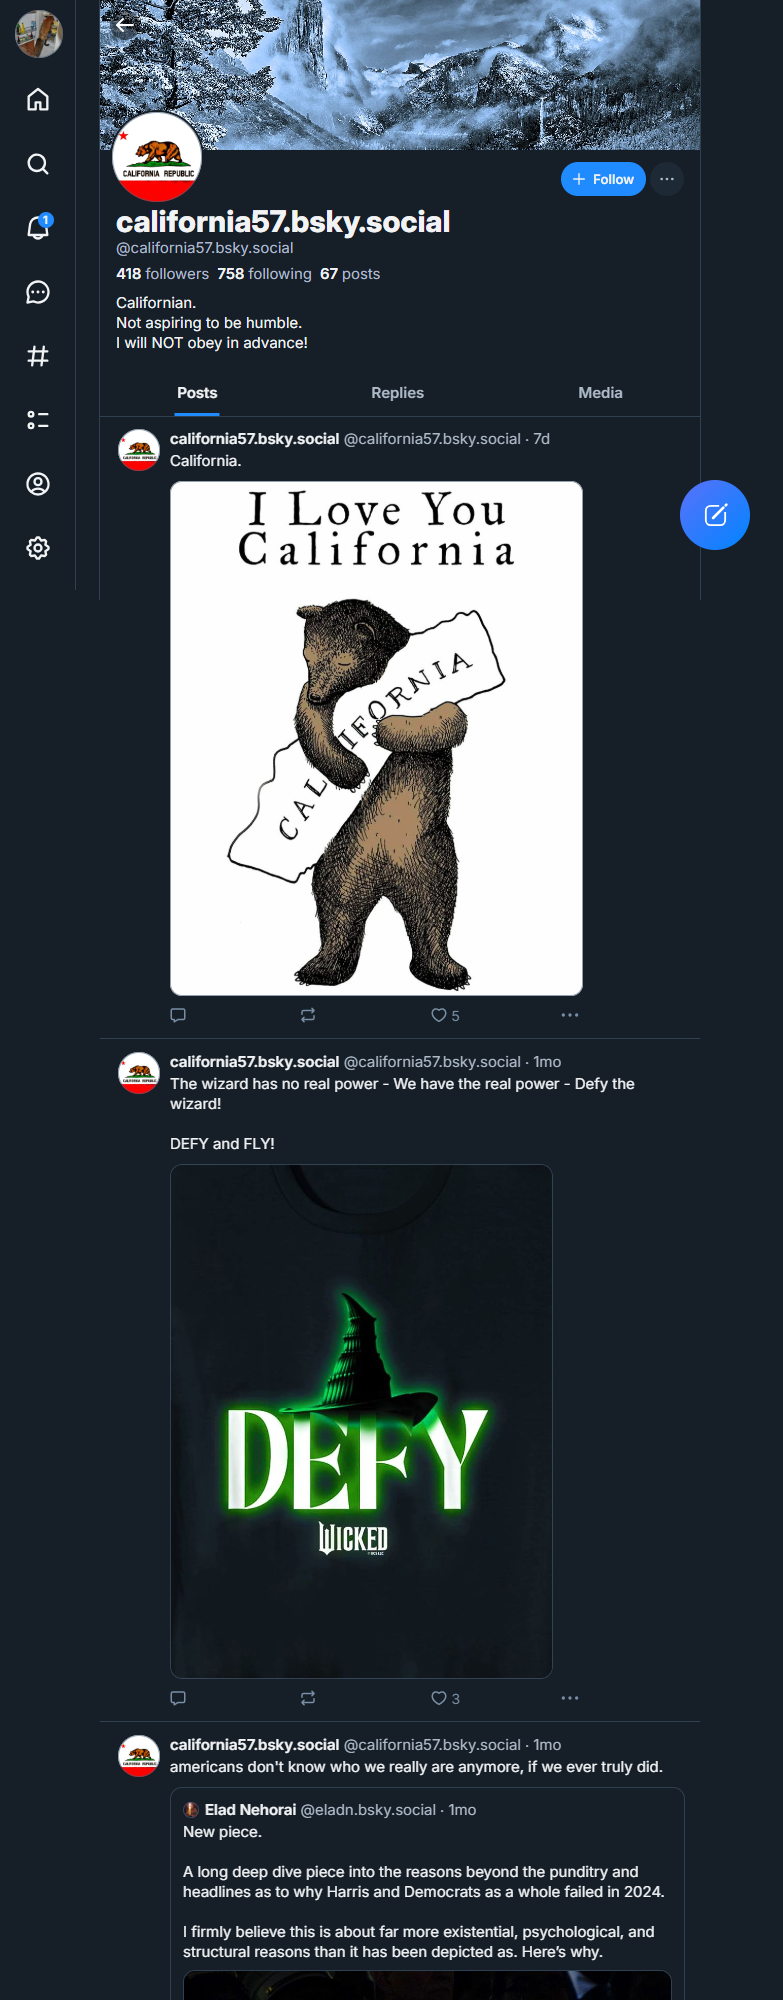 1
CALIFORNIA REPUBLIC
+ Follow
california57.bsky.social
@california57.bsky.social
418 followers 758 following 67 posts
Californian.
Not aspiring to be humble.
I will NOT obey in advance!
Posts Replies Media
california57.bsky.social @california57.bsky.social · 7d
California.
I Love You
California
CALIFORNIA
5
california57.bsky.social @california57.bsky.social · 1mo
The wizard has no real power - We have the real power - Defy the
wizard!
DEFY and FLY!
DEFY
WICKED
3
california57.bsky.social @california57.bsky.social · 1mo
americans don't know who we really are anymore, if we ever truly did.
Elad Nehorai @eladn.bsky.social · 1mo
New piece.
A long deep dive piece into the reasons beyond the punditry and
headlines as to why Harris and Democrats as a whole failed in 2024.
I firmly believe this is about far more existential, psychological, and
structural reasons than it has been depicted as. Here's why.